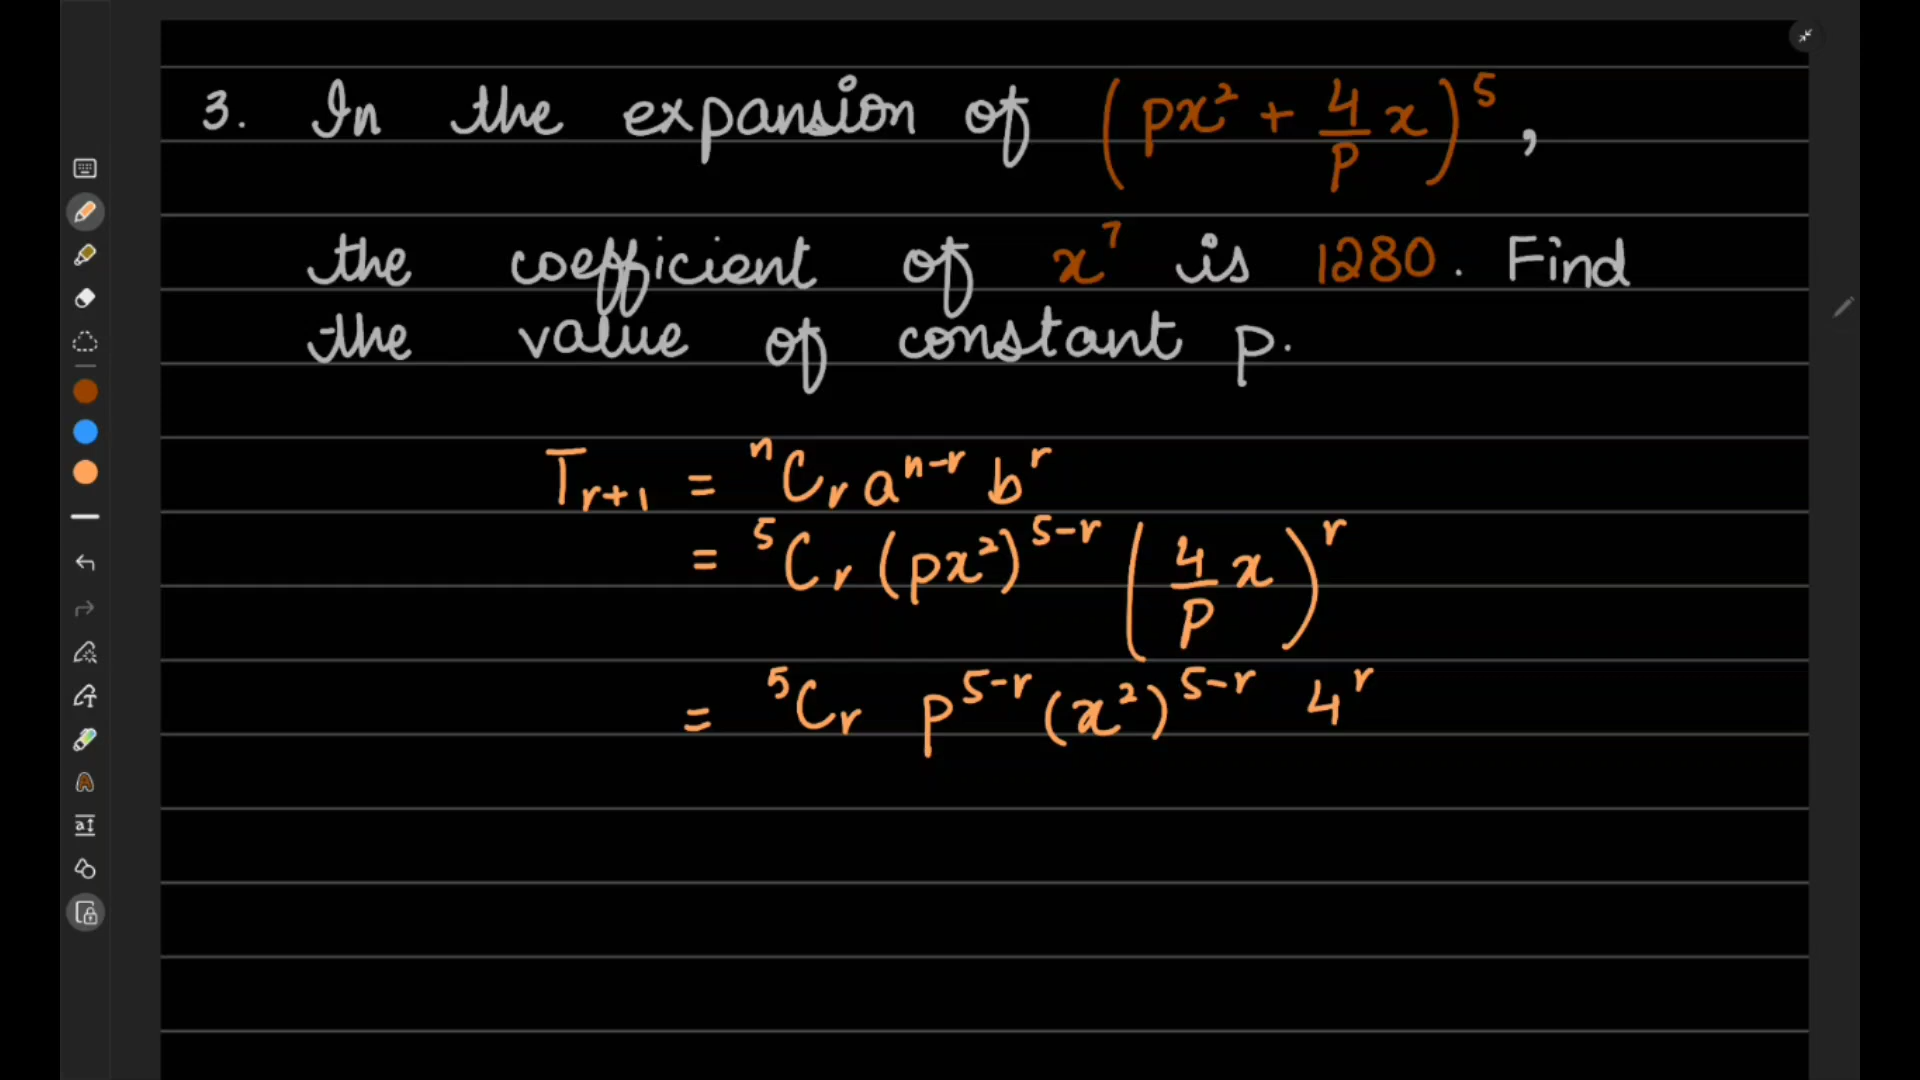 3. In the expansion of (px² + 4/p x)⁵,
the coefficient of x⁷ is 1280. Find
the value of constant p.
Tᵣ₊₁ = ⁿCᵣ aⁿ⁻ʳ bʳ
= ⁵Cᵣ (px²)⁵⁻ʳ (4/p x)ʳ
= ⁵Cᵣ p⁵⁻ʳ (x²)⁵⁻ʳ 4ʳ